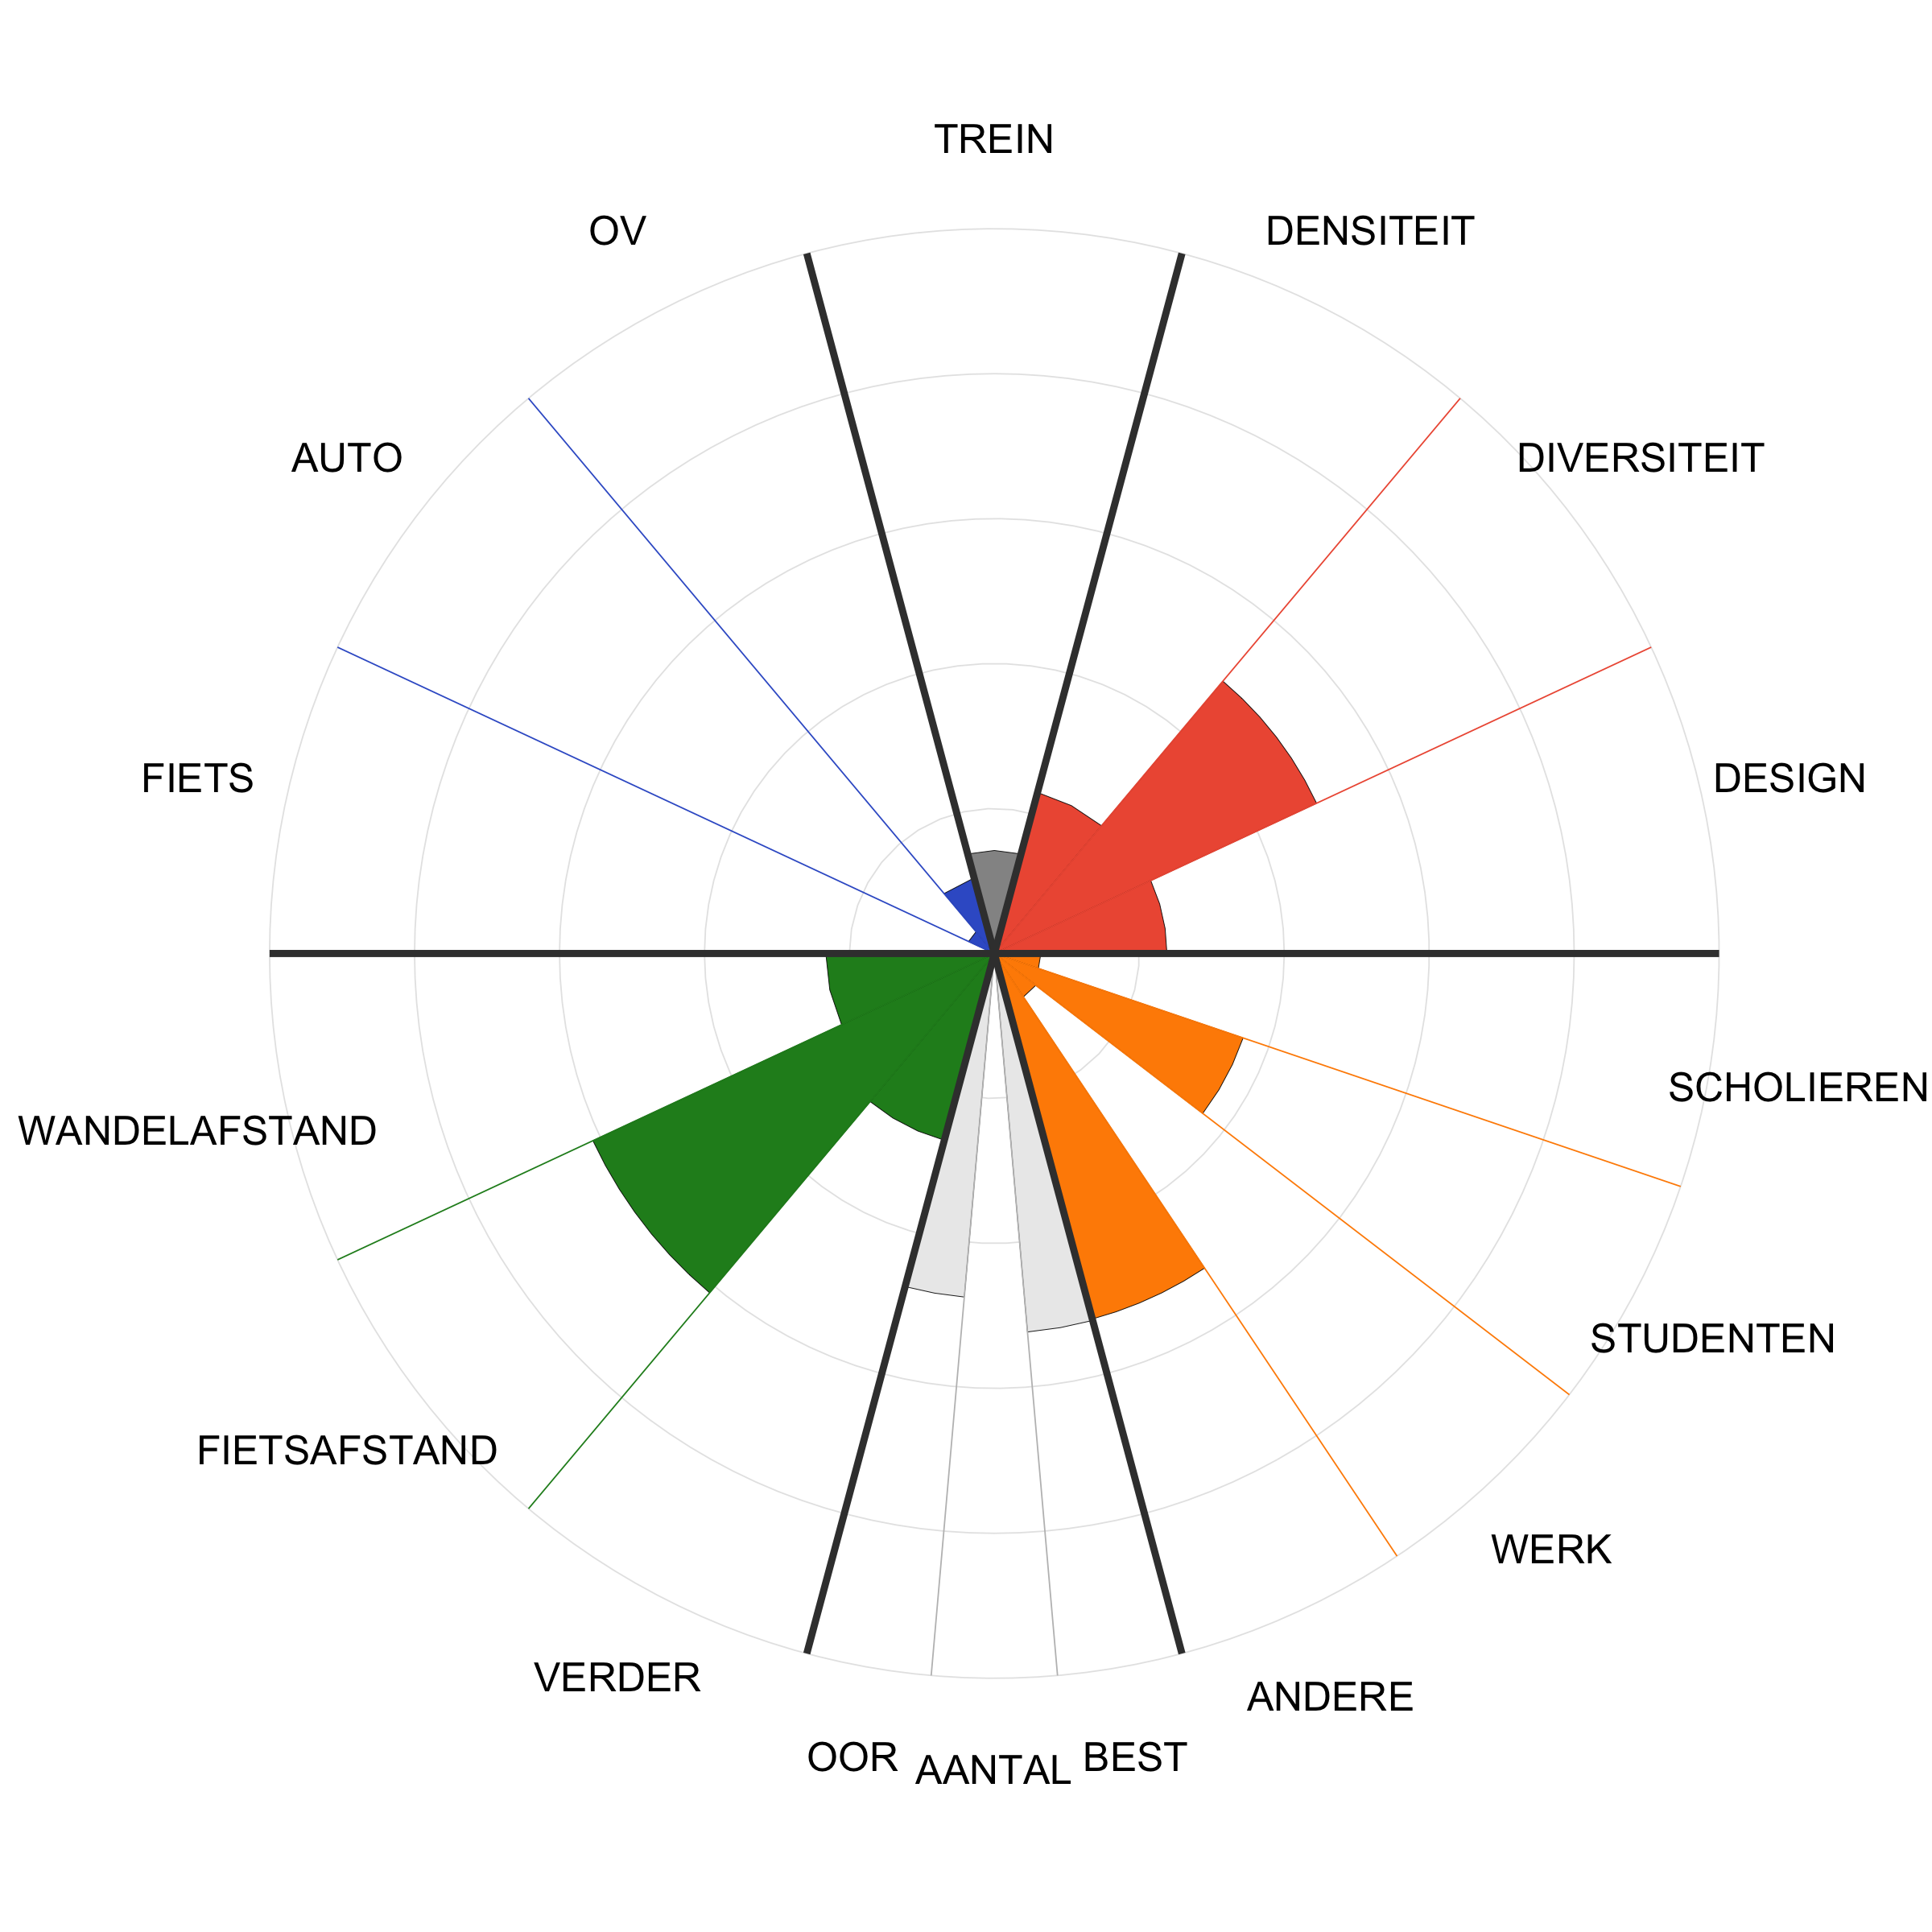 TREIN
OV
DENSITEIT
AUTO
DIVERSITEIT
FIETS
DESIGN
SCHOLIEREN
WANDELAFSTAND
STUDENTEN
FIETSAFSTAND
WERK
VERDER
ANDERE
OOR
AANTAL
BEST